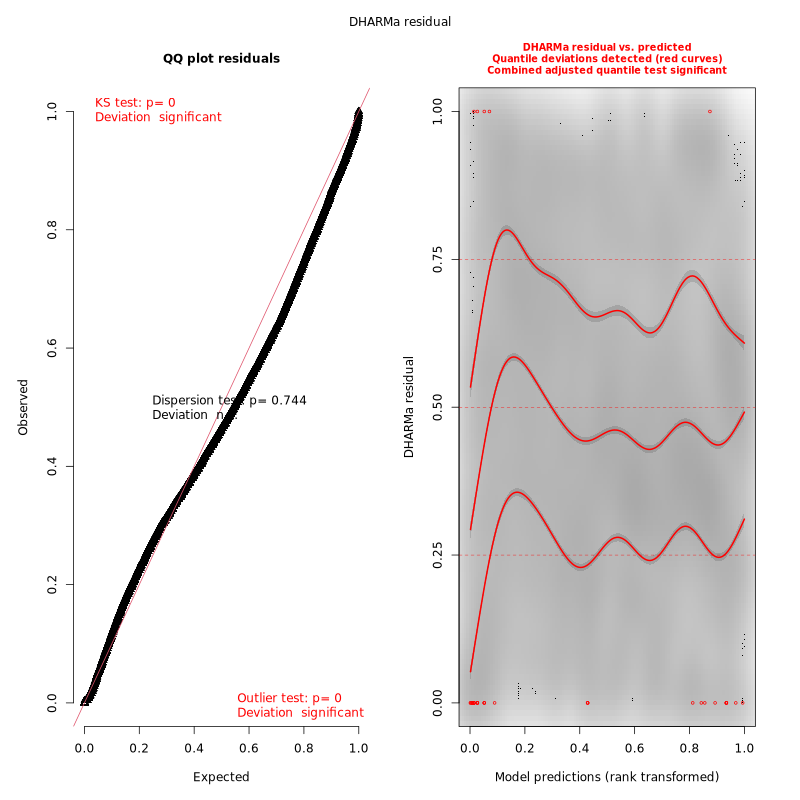 DHARMa residual
QQ plot residuals
KS test: p= 0
Deviation  significant
Dispersion test: p= 0.744
Deviation  n.s.
Outlier test: p= 0
Deviation  significant
Observed
0.0
0.2
0.4
0.6
0.8
1.0
0.0
0.2
0.4
0.6
0.8
1.0
Expected
DHARMa residual vs. predicted
Quantile deviations detected (red curves)
Combined adjusted quantile test significant
DHARMa residual
0.00
0.25
0.50
0.75
1.00
0.0
0.2
0.4
0.6
0.8
1.0
Model predictions (rank transformed)